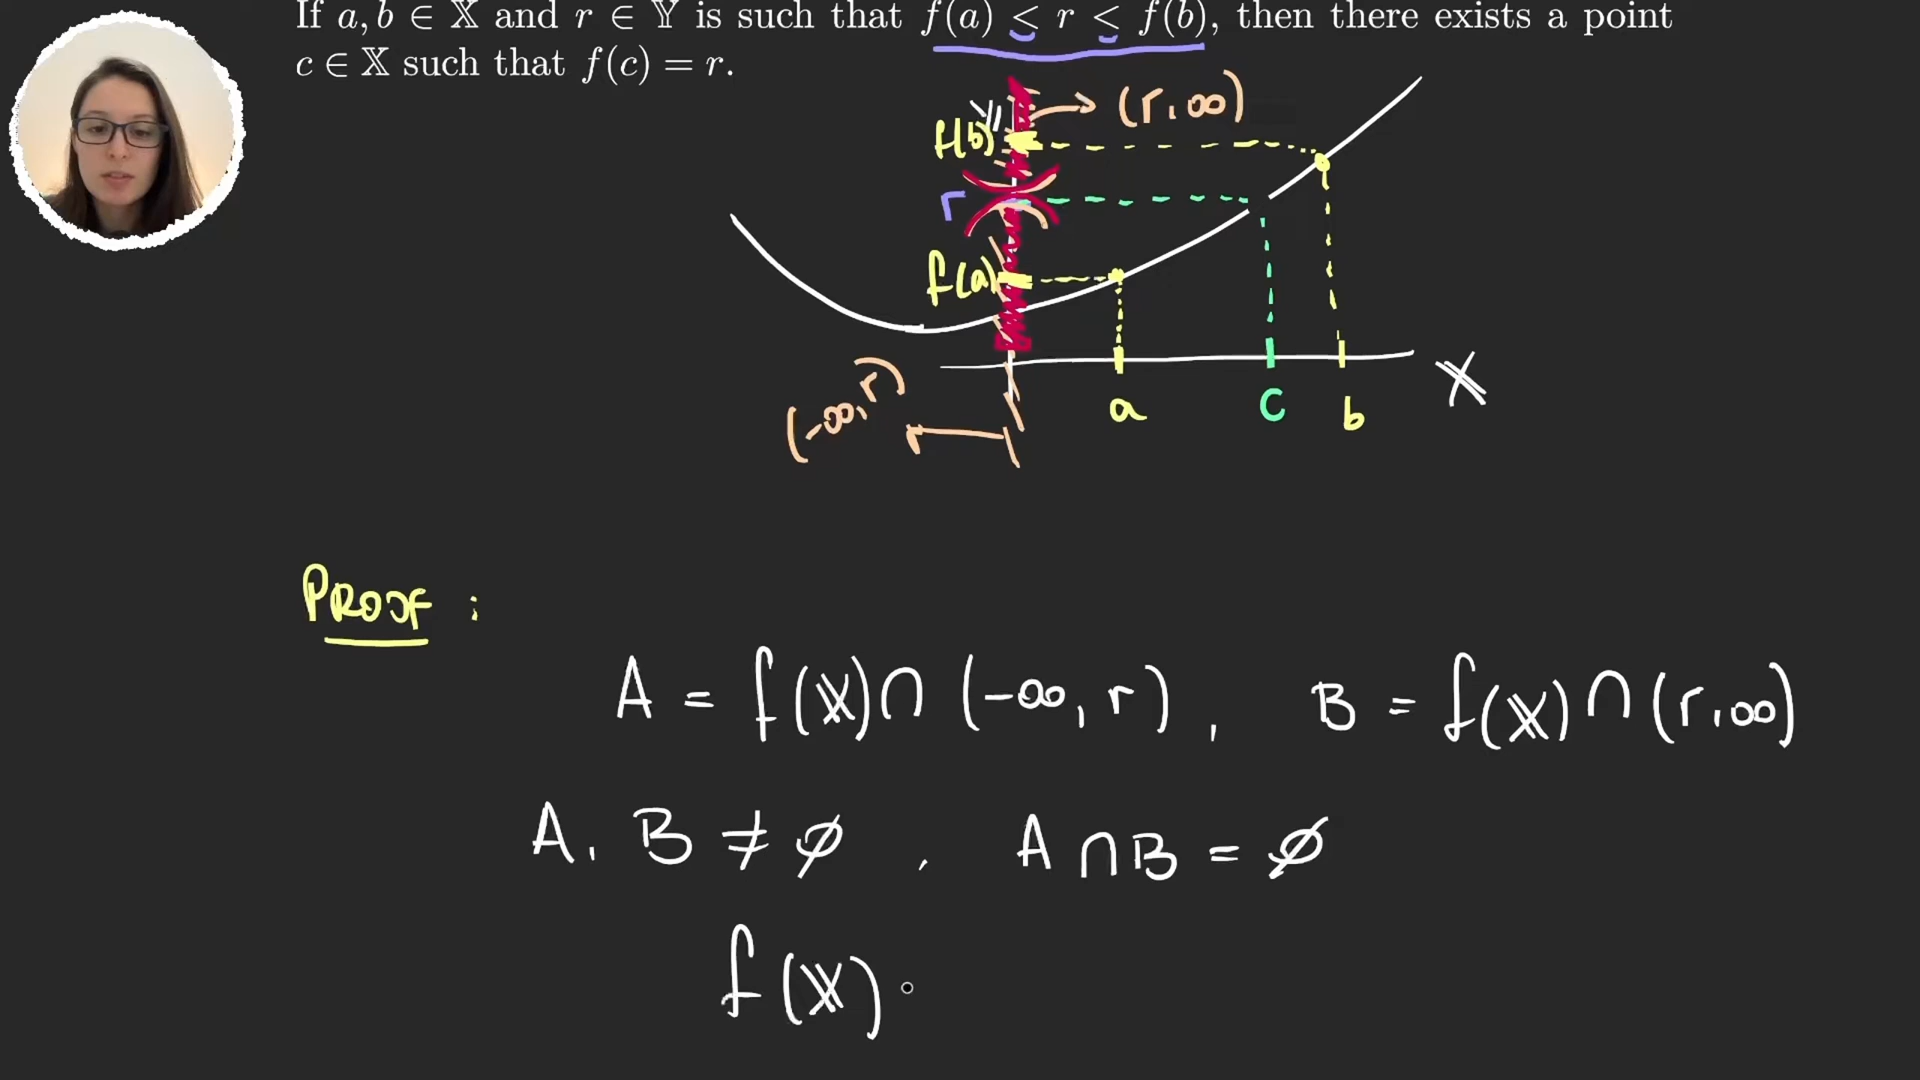 If a, b ∈ 𝕏 and r ∈ 𝕐 is such that f(a) ≤ r ≤ f(b), then there exists a point
c ∈ 𝕏 such that f(c) = r.
𝕐
(r, ∞)
f(b)
r
f(a)
(-∞, r)
a
c
b
𝕏
PROOF :
A = f(𝕏) ∩ (-∞, r) , B = f(𝕏) ∩ (r, ∞)
A, B ≠ ∅ , A ∩ B = ∅
f(𝕏)